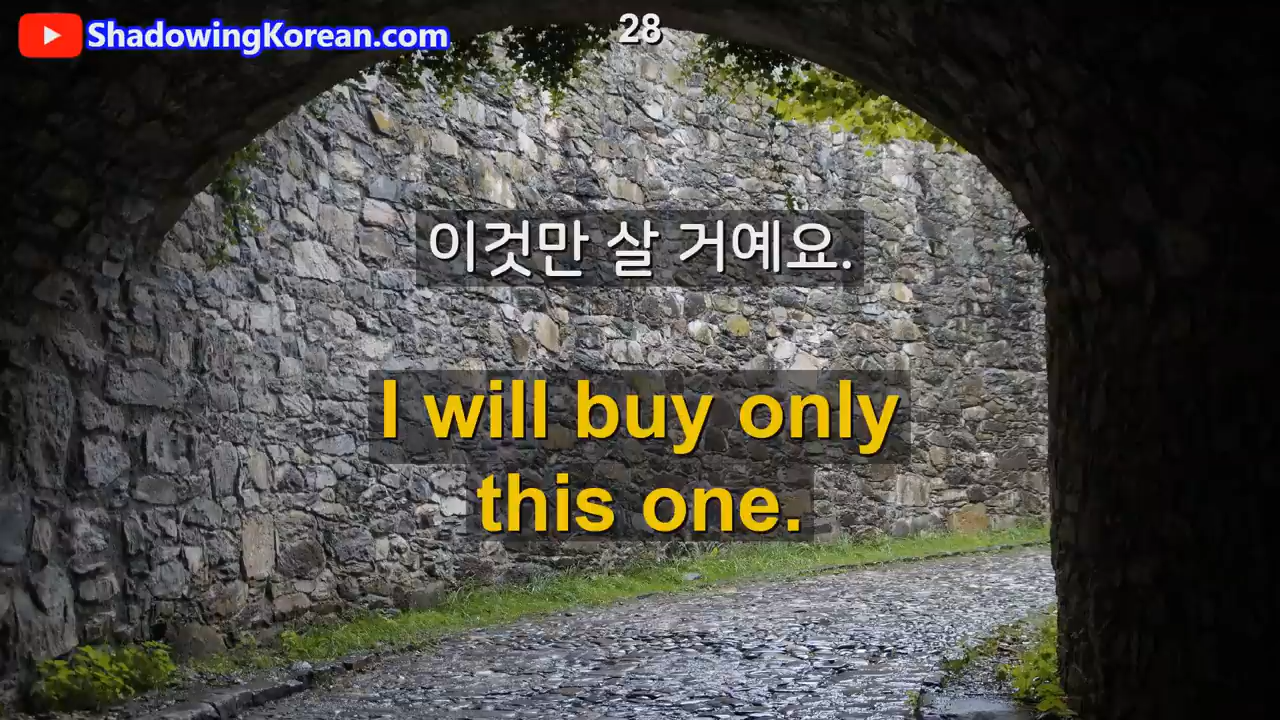 ShadowingKorean.com
28
이것만 살 거예요.
I will buy only
this one.